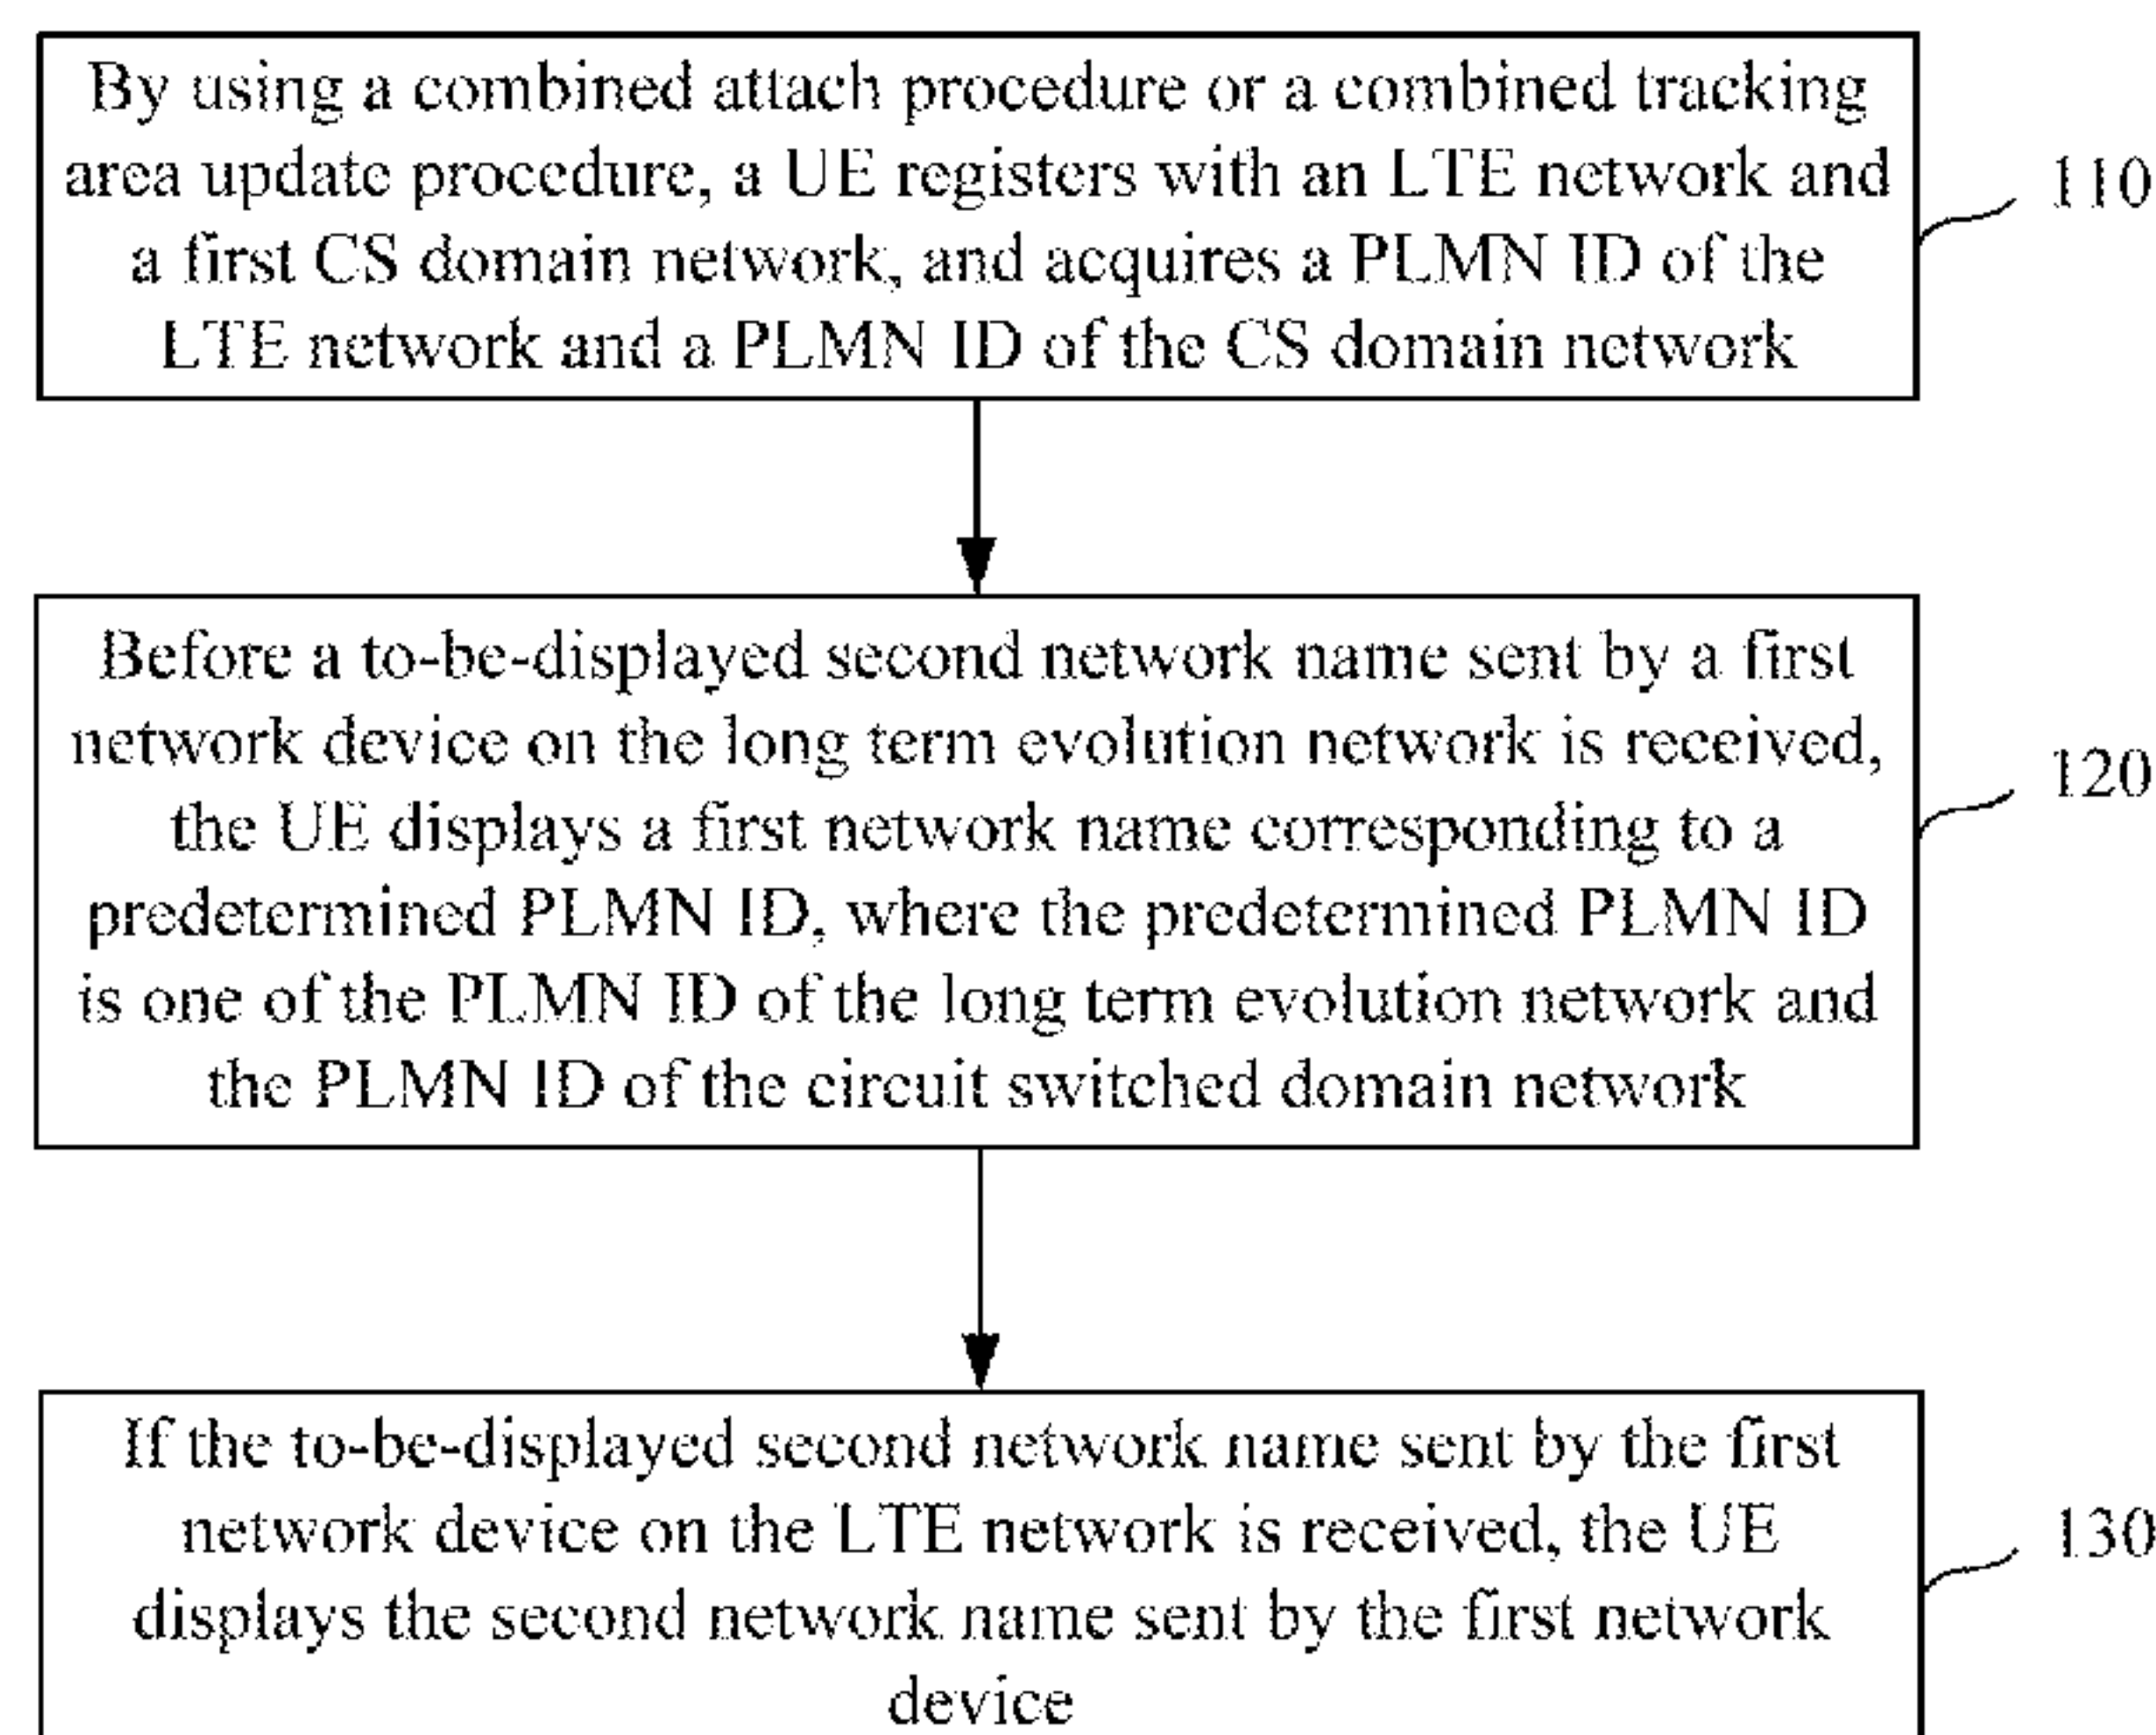 By using a combined attach procedure or a combined tracking
area update procedure, a UE registers with an LTE network and
a first CS domain network, and acquires a PLMN ID of the
LTE network and a PLMN ID of the CS domain network
110
Before a to-be-displayed second network name sent by a first
network device on the long term evolution network is received,
the UE displays a first network name corresponding to a
predetermined PLMN ID, where the predetermined PLMN ID
is one of the PLMN ID of the long term evolution network and
the PLMN ID of the circuit switched domain network
120
If the to-be-displayed second network name sent by the first
network device on the LTE network is received, the UE
displays the second network name sent by the first network
device
130